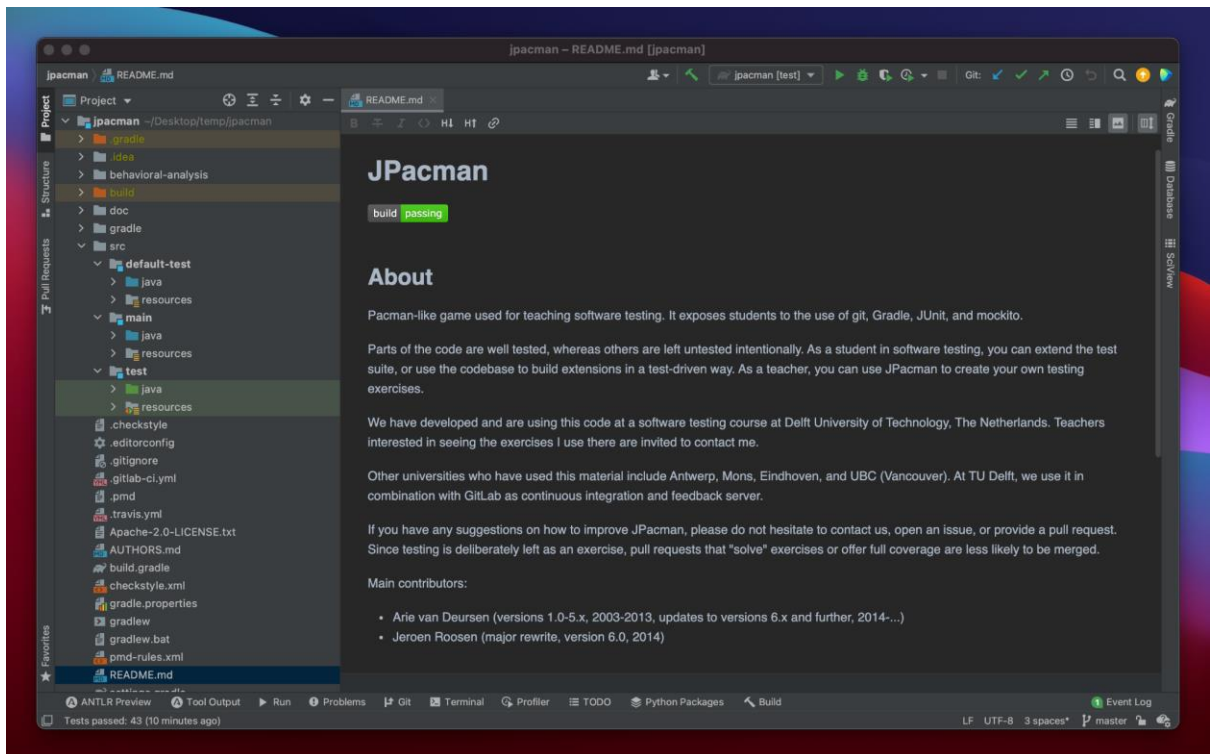 jpacman – README.md [jpacman]
jpacman README.md
jpacman [test]
Git:
Project
README.md
Project
Structure
Pull Requests
Favorites
jpacman ~/Desktop/temp/jpacman
.gradle
.idea
behavioral-analysis
build
doc
gradle
src
default-test
java
resources
main
java
resources
test
java
resources
.checkstyle
.editorconfig
.gitignore
.gitlab-ci.yml
.pmd
.travis.yml
Apache-2.0-LICENSE.txt
AUTHORS.md
build.gradle
checkstyle.xml
gradle.properties
gradlew
gradlew.bat
pmd-rules.xml
README.md
B I <> H↓ H↑
JPacman
build passing
About
Pacman-like game used for teaching software testing. It exposes students to the use of git, Gradle, JUnit, and mockito.
Parts of the code are well tested, whereas others are left untested intentionally. As a student in software testing, you can extend the test
suite, or use the codebase to build extensions in a test-driven way. As a teacher, you can use JPacman to create your own testing
exercises.
We have developed and are using this code at a software testing course at Delft University of Technology, The Netherlands. Teachers
interested in seeing the exercises I use there are invited to contact me.
Other universities who have used this material include Antwerp, Mons, Eindhoven, and UBC (Vancouver). At TU Delft, we use it in
combination with GitLab as continuous integration and feedback server.
If you have any suggestions on how to improve JPacman, please do not hesitate to contact us, open an issue, or provide a pull request.
Since testing is deliberately left as an exercise, pull requests that "solve" exercises or offer full coverage are less likely to be merged.
Main contributors:
• Arie van Deursen (versions 1.0-5.x, 2003-2013, updates to versions 6.x and further, 2014-...)
• Jeroen Roosen (major rewrite, version 6.0, 2014)
Gradle
Database
SciView
ANTLR Preview Tool Output Run Problems Git Terminal Profiler TODO Python Packages Build 1 Event Log
Tests passed: 43 (10 minutes ago) LF UTF-8 3 spaces* master